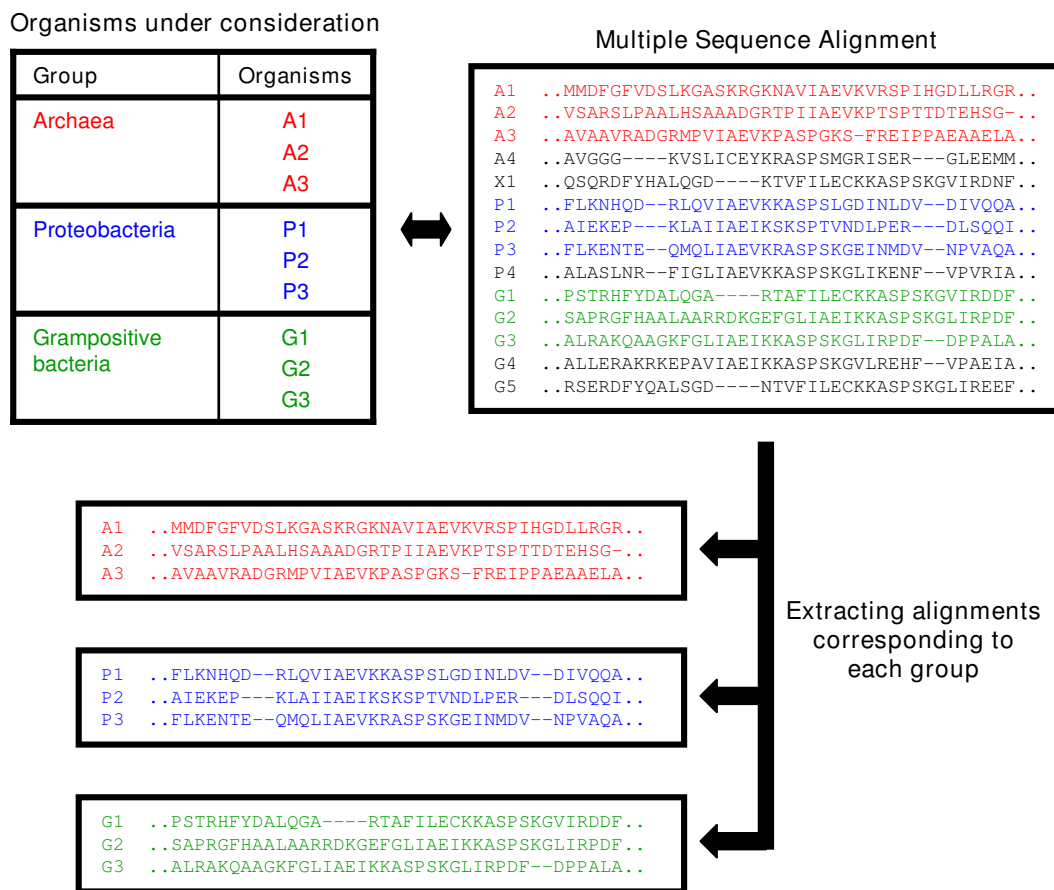 Organisms under consideration
Group Organisms
Archaea A1
A2
A3
Proteobacteria P1
P2
P3
Grampositive G1
bacteria G2
G3
Multiple Sequence Alignment
A1 ..MMDFGFVDSLKGASKRGKNAVIAEVKVRSPIHGDLLRGR..
A2 ..VSARSLPAALHSAAADGRTPIIAEVKPTSPTTDTEHSG-..
A3 ..AVAAVRADGRMPVIAEVKPASPGKS-FREIPPAEAAELA..
A4 ..AVGGG----KVSLICEYKRASPSMGRISER---GLEEMM..
X1 ..QSQRDFYHALQGD----KTVFILECKKASPSKGVIRDNF..
P1 ..FLKNHQD--RLQVIAEVKKASPSLGDINLDV--DIVQQA..
P2 ..AIEKEP---KLAIIAEIKSKSPTVNDLPER---DLSQQI..
P3 ..FLKENTE--QMQLIAEVKRASPSKGEINMDV--NPVAQA..
P4 ..ALASLNR--FIGLIAEVKKASPSKGLIKENF--VPVRIA..
G1 ..PSTRHFYDALQGA----RTAFILECKKASPSKGVIRDDF..
G2 ..SAPRGFHAALAARRDKGEFGLIAEIKKASPSKGLIRPDF..
G3 ..ALRAKQAAGKFGLIAEIKKASPSKGLIRPDF--DPPALA..
G4 ..ALLERAKRKEPAVIAEIKKASPSKGVLREHF--VPAEIA..
G5 ..RSERDFYQALSGD----NTVFILECKKASPSKGLIREEF..
A1 ..MMDFGFVDSLKGASKRGKNAVIAEVKVRSPIHGDLLRGR..
A2 ..VSARSLPAALHSAAADGRTPIIAEVKPTSPTTDTEHSG-..
A3 ..AVAAVRADGRMPVIAEVKPASPGKS-FREIPPAEAAELA..
P1 ..FLKNHQD--RLQVIAEVKKASPSLGDINLDV--DIVQQA..
P2 ..AIEKEP---KLAIIAEIKSKSPTVNDLPER---DLSQQI..
P3 ..FLKENTE--QMQLIAEVKRASPSKGEINMDV--NPVAQA..
G1 ..PSTRHFYDALQGA----RTAFILECKKASPSKGVIRDDF..
G2 ..SAPRGFHAALAARRDKGEFGLIAEIKKASPSKGLIRPDF..
G3 ..ALRAKQAAGKFGLIAEIKKASPSKGLIRPDF--DPPALA..
Extracting alignments
corresponding to
each group